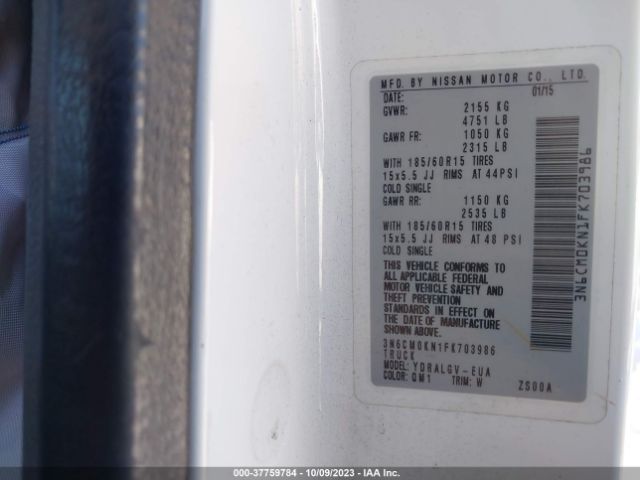 MFD. BY NISSAN MOTOR CO., LTD.
DATE: 01/15
GVWR: 2155 KG
4751 LB
GAWR FR: 1050 KG
2315 LB
WITH 185/60R15 TIRES
15x5.5 JJ RIMS AT 44PSI
COLD SINGLE
GAWR RR: 1150 KG
2535 LB
WITH 185/60R15 TIRES
15x5.5 JJ RIMS AT 48 PSI
COLD SINGLE
THIS VEHICLE CONFORMS TO
ALL APPLICABLE FEDERAL
MOTOR VEHICLE SAFETY AND
THEFT PREVENTION
STANDARDS IN EFFECT ON
THE DATE OF MANUFACTURE
SHOWN ABOVE.
3N6CM0KN1FK703986
TRUCK
MODEL: YDRALGV-EUA
COLOR: QM1 TRIM: W ZS00A
3N6CM0KN1FK703986
000-37759784 - 10/09/2023 - IAA Inc.